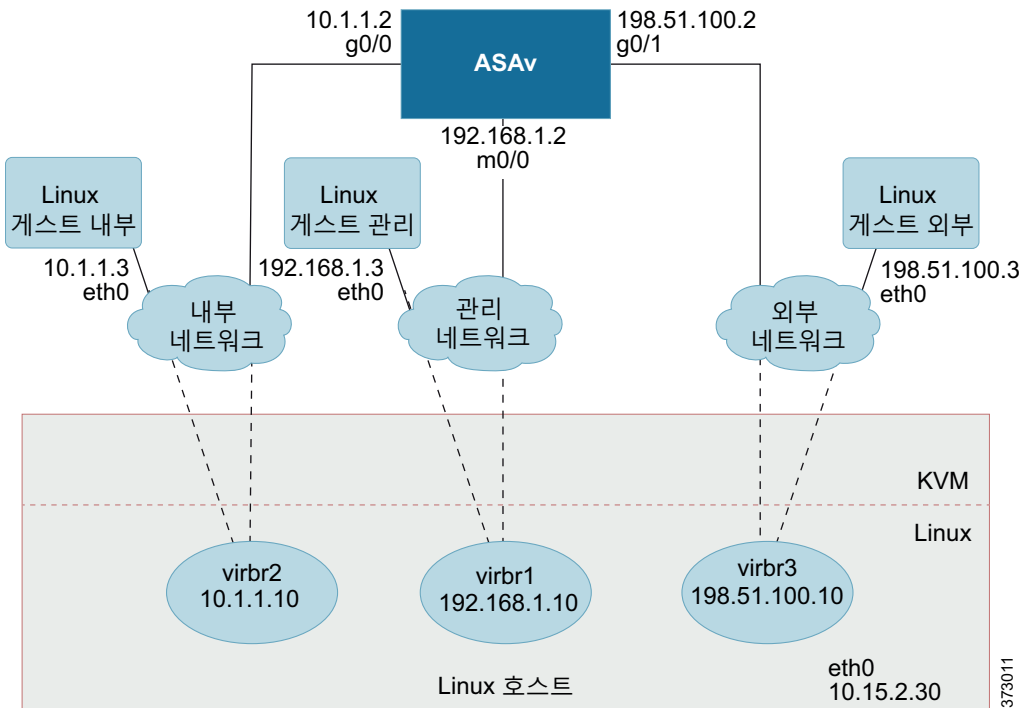 10.1.1.2
g0/0
ASAv
198.51.100.2
g0/1
192.168.1.2
m0/0
Linux
게스트 내부
Linux
게스트 관리
Linux
게스트 외부
10.1.1.3
eth0
192.168.1.3
eth0
198.51.100.3
eth0
내부
네트워크
관리
네트워크
외부
네트워크
KVM
Linux
virbr2
10.1.1.10
virbr1
192.168.1.10
virbr3
198.51.100.10
Linux 호스트
eth0
10.15.2.30
373011